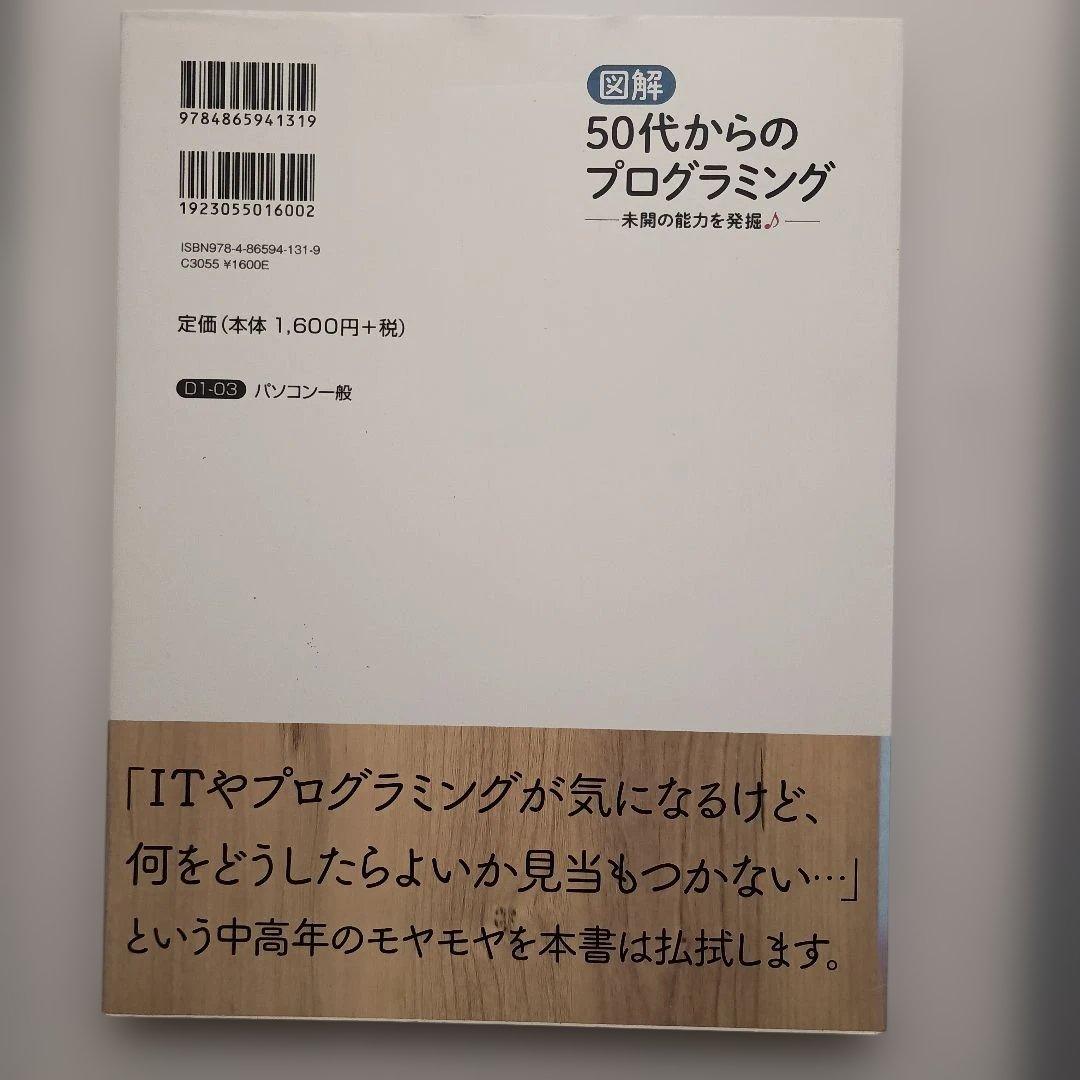 9784865941319
1923055016002
ISBN978-4-86594-131-9
C3055 ¥1600E
定価(本体 1,600円+税)
D1-03 パソコン一般
図解
50代からの
プログラミング
未開の能力を発掘♪
「ITやプログラミングが気になるけど、
何をどうしたらよいか見当もつかない…」
という中高年のモヤモヤを本書は払拭します。